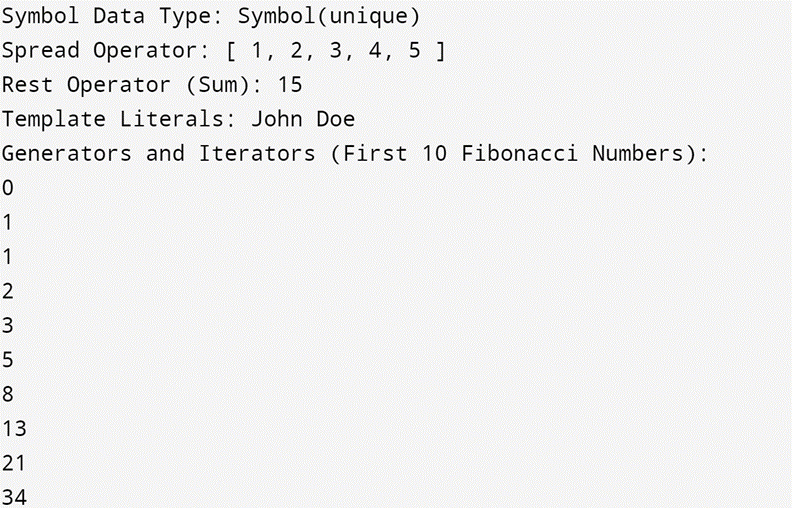 Symbol Data Type: Symbol(unique)
Spread Operator: [ 1, 2, 3, 4, 5 ]
Rest Operator (Sum): 15
Template Literals: John Doe
Generators and Iterators (First 10 Fibonacci Numbers):
0
1
1
2
3
5
8
13
21
34